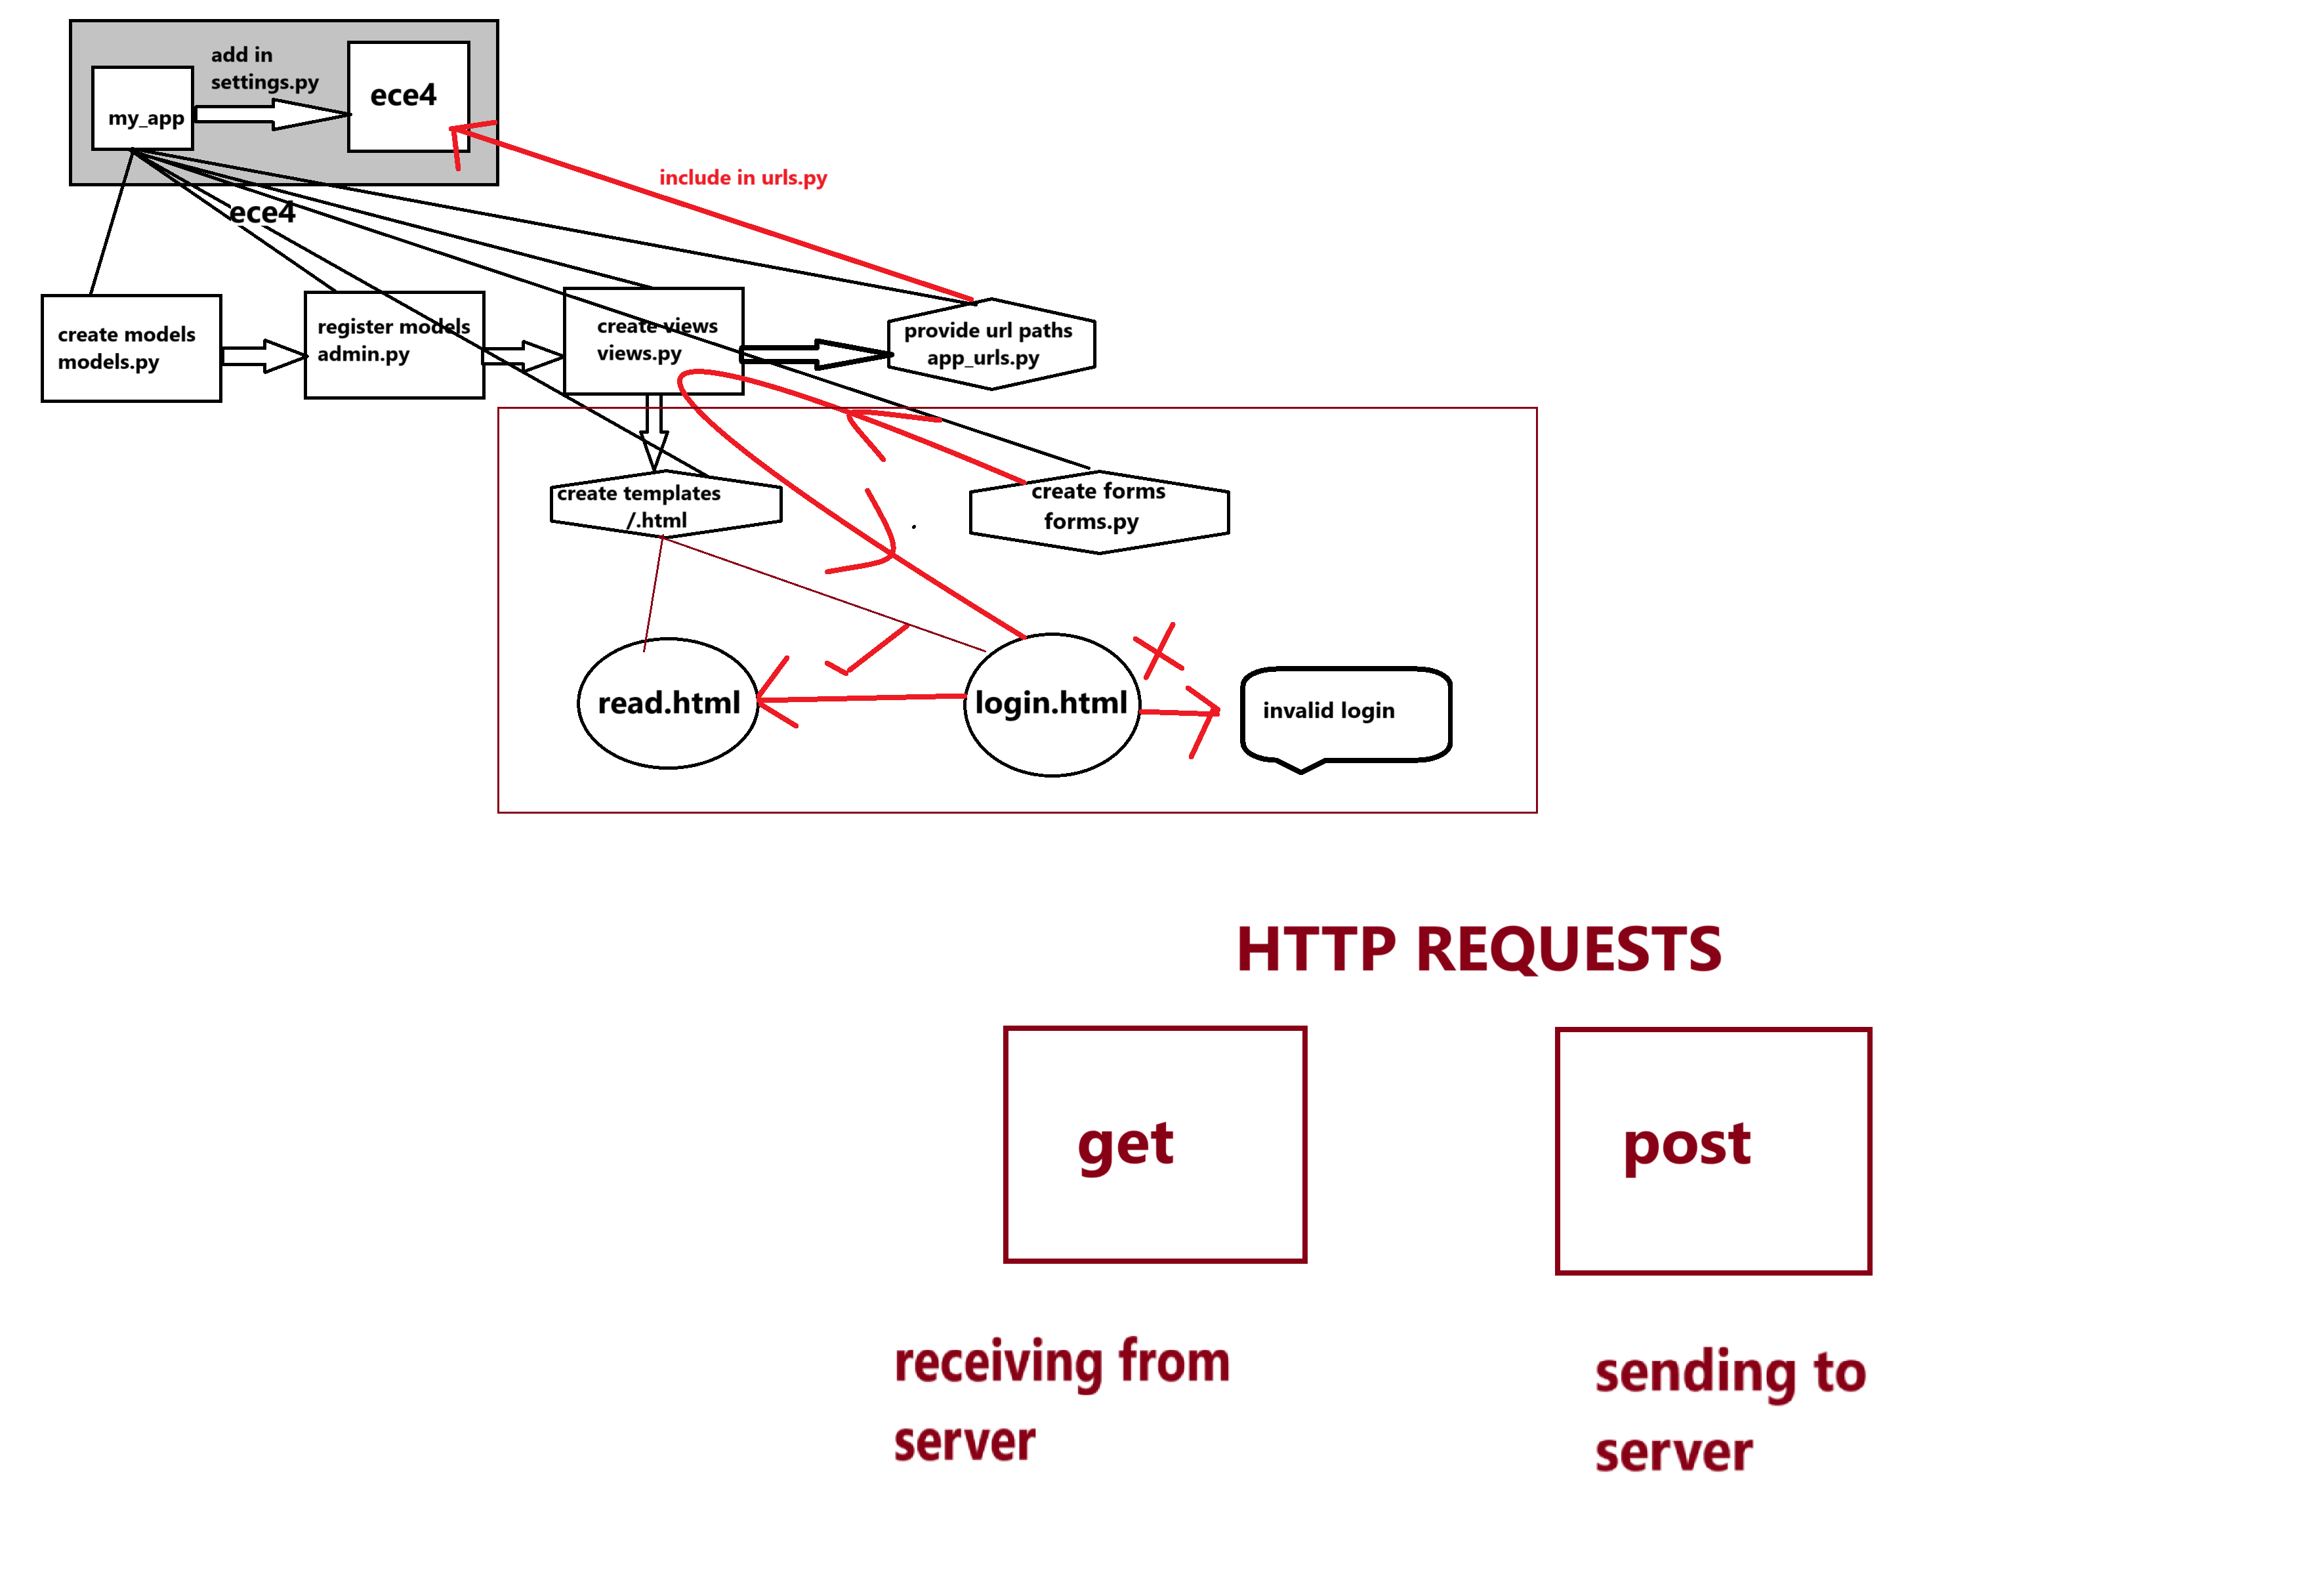 add in
settings.py
ece4
my_app
include in urls.py
ece4
create models
models.py
register models
admin.py
create views
views.py
provide url paths
app_urls.py
create templates
/.html
create forms
forms.py
read.html
login.html
invalid login
HTTP REQUESTS
get
post
receiving from
server
sending to
server